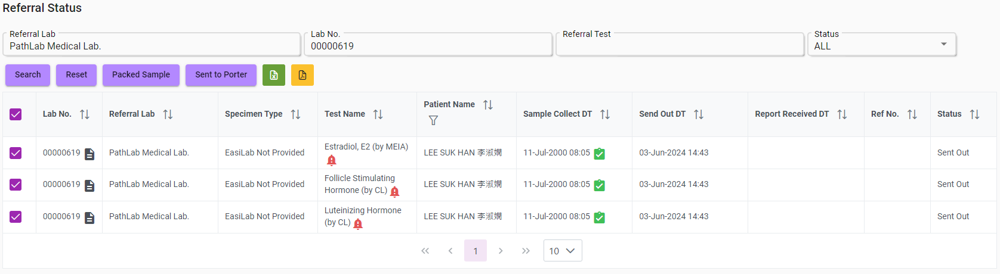 Referral Status
Referral Lab
PathLab Medical Lab.
Lab No.
00000619
Referral Test
Status
ALL
Search Reset Packed Sample Sent to Porter
Lab No. Referral Lab Specimen Type Test Name Patient Name Sample Collect DT Send Out DT Report Received DT Ref No. Status
00000619 PathLab Medical Lab. EasiLab Not Provided Estradiol, E2 (by MEIA) LEE SUK HAN 李淑嫻 11-Jul-2000 08:05 03-Jun-2024 14:43 Sent Out
00000619 PathLab Medical Lab. EasiLab Not Provided Follicle Stimulating
Hormone (by CL) LEE SUK HAN 李淑嫻 11-Jul-2000 08:05 03-Jun-2024 14:43 Sent Out
00000619 PathLab Medical Lab. EasiLab Not Provided Luteinizing Hormone
(by CL) LEE SUK HAN 李淑嫻 11-Jul-2000 08:05 03-Jun-2024 14:43 Sent Out
1 10